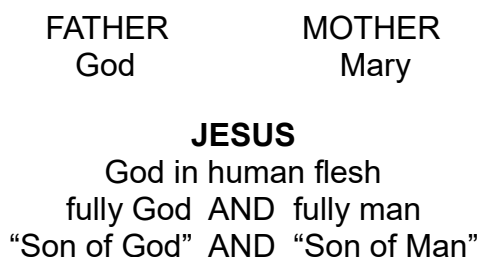 FATHER MOTHER
God Mary
JESUS
God in human flesh
fully God AND fully man
“Son of God” AND “Son of Man”